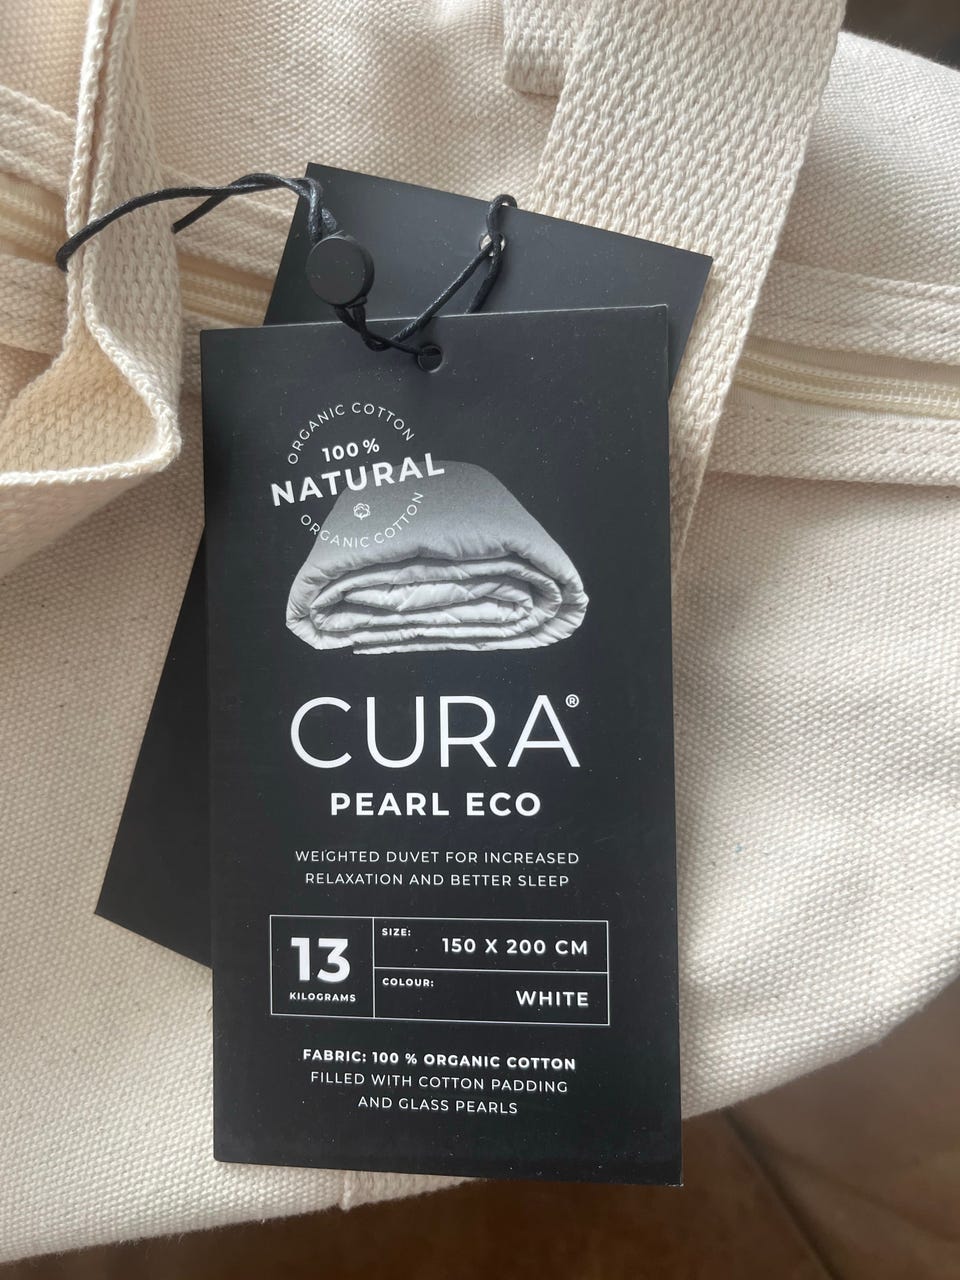 ORGANIC COTTON
100 %
NATURAL
ORGANIC COTTON
CURA®
PEARL ECO
WEIGHTED DUVET FOR INCREASED
RELAXATION AND BETTER SLEEP
13
KILOGRAMS
SIZE:
150 X 200 CM
COLOUR:
WHITE
FABRIC: 100 % ORGANIC COTTON
FILLED WITH COTTON PADDING
AND GLASS PEARLS